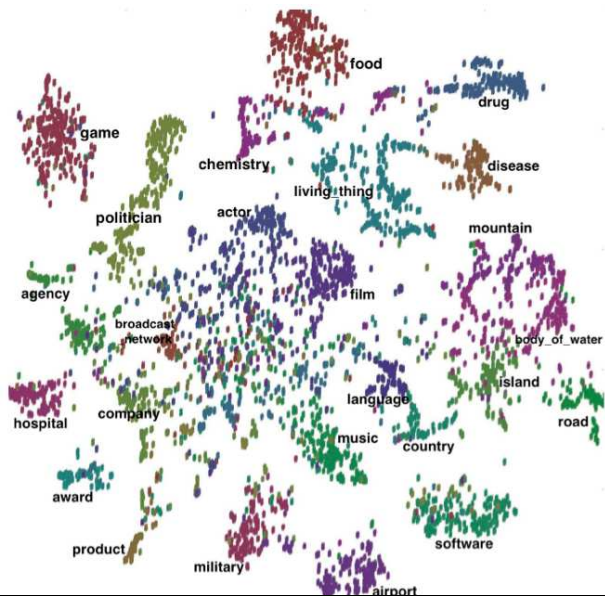 food
drug
game
chemistry
disease
living_thing
politician
actor
mountain
agency
film
broadcast
network
body_of_water
island
language
hospital
company
road
music
country
award
software
product
military
airport